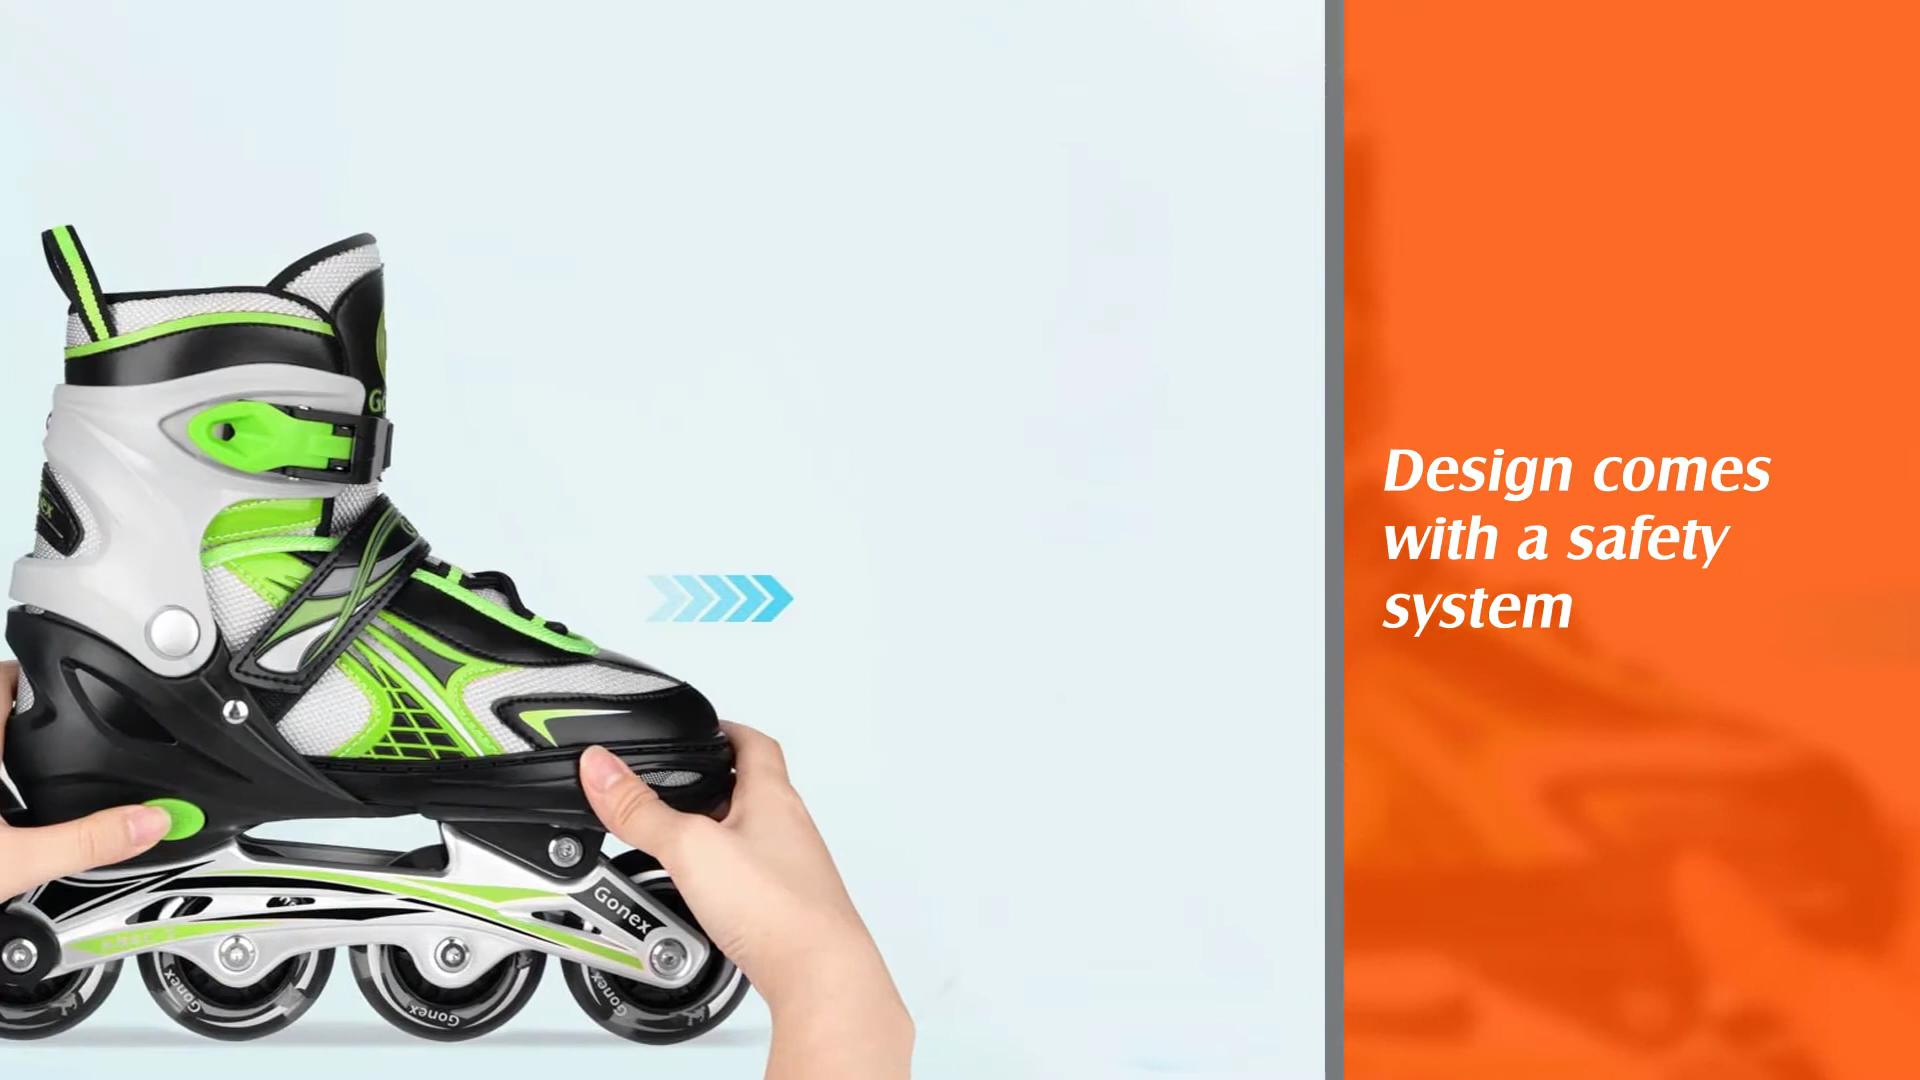 Design comes
with a safety
system
Gonex
Gonex
Gonex
Gonex